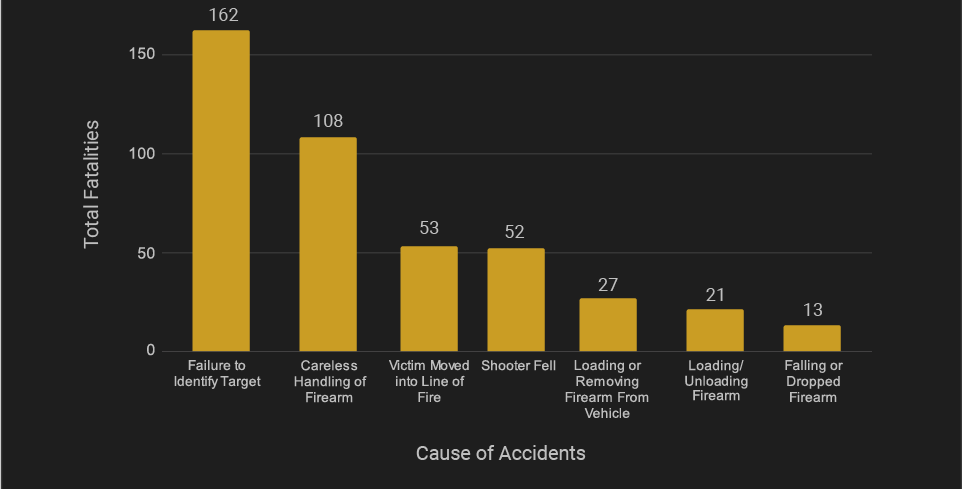 162
150
108
100
53
52
50
27
21
13
0
Total Fatalities
Failure to
Identify Target
Careless
Handling of
Firearm
Victim Moved
into Line of
Fire
Shooter Fell
Loading or
Removing
Firearm From
Vehicle
Loading/
Unloading
Firearm
Falling or
Dropped
Firearm
Cause of Accidents